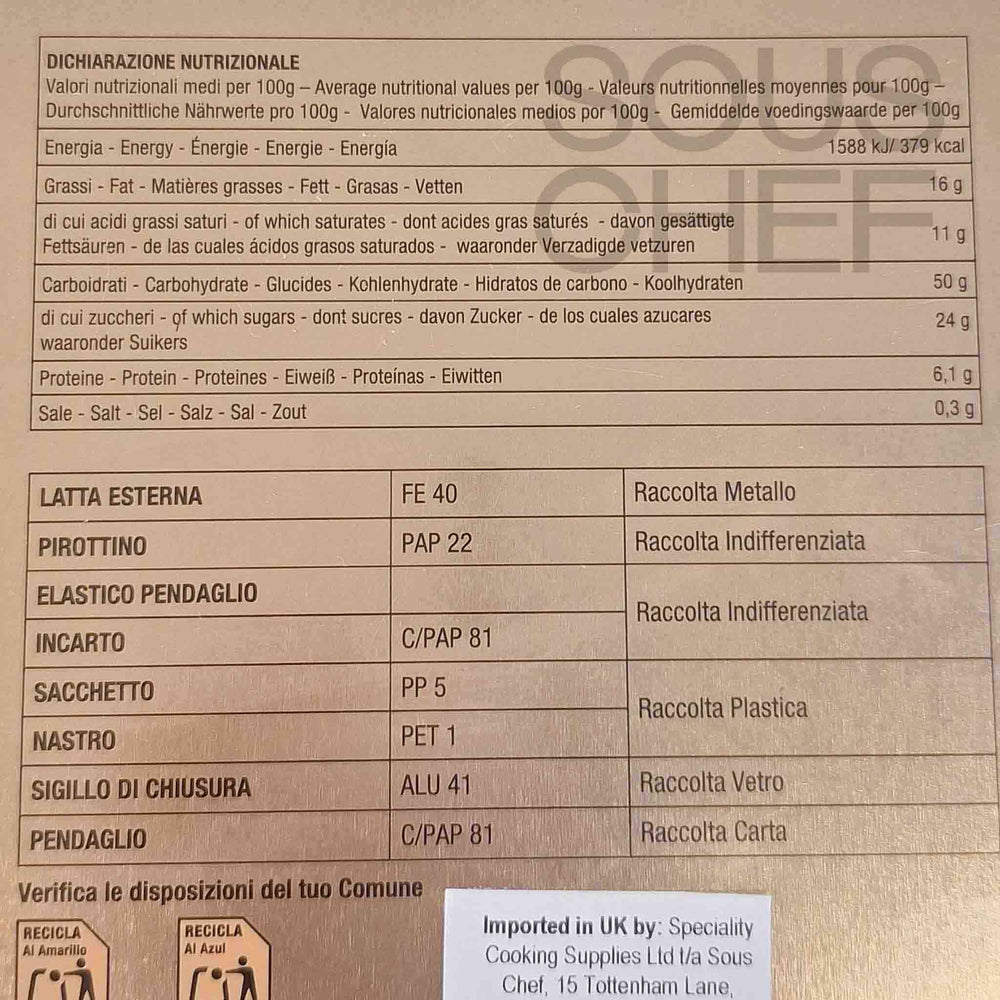 SOUS
CHEF
DICHIARAZIONE NUTRIZIONALE
Valori nutrizionali medi per 100g – Average nutritional values per 100g - Valeurs nutritionnelles moyennes pour 100g –
Durchschnittliche Nährwerte pro 100g - Valores nutricionales medios por 100g - Gemiddelde voedingswaarde per 100g
Energia - Energy - Énergie - Energie - Energía 1588 kJ/ 379 kcal
Grassi - Fat - Matières grasses - Fett - Grasas - Vetten 16 g
di cui acidi grassi saturi - of which saturates - dont acides gras saturés - davon gesättigte
Fettsäuren - de las cuales ácidos grasos saturados - waaronder Verzadigde vetzuren 11 g
Carboidrati - Carbohydrate - Glucides - Kohlenhydrate - Hidratos de carbono - Koolhydraten 50 g
di cui zuccheri - of which sugars - dont sucres - davon Zucker - de los cuales azucares 24 g
waaronder Suikers
Proteine - Protein - Proteines - Eiweiß - Proteínas - Eiwitten 6,1 g
Sale - Salt - Sel - Salz - Sal - Zout 0,3 g
LATTA ESTERNA FE 40 Raccolta Metallo
PIROTTINO PAP 22 Raccolta Indifferenziata
ELASTICO PENDAGLIO
Raccolta Indifferenziata
INCARTO C/PAP 81
SACCHETTO PP 5
Raccolta Plastica
NASTRO PET 1
SIGILLO DI CHIUSURA ALU 41 Raccolta Vetro
PENDAGLIO C/PAP 81 Raccolta Carta
Verifica le disposizioni del tuo Comune
RECICLA
Al Amarillo
RECICLA
Al Azul
Imported in UK by: Speciality
Cooking Supplies Ltd t/a Sous
Chef, 15 Tottenham Lane,